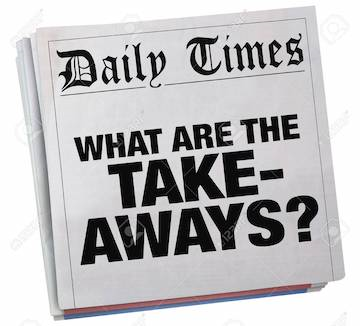 Daily Times
WHAT ARE THE
TAKE-
AWAYS?